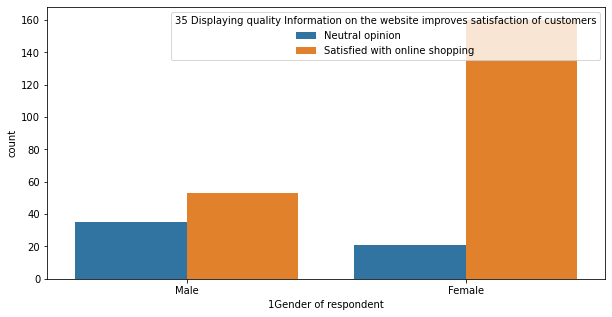 35 Displaying quality Information on the website improves satisfaction of customers
Neutral opinion
Satisfied with online shopping
160
140
120
100
80
60
40
20
0
count
Male
Female
1Gender of respondent